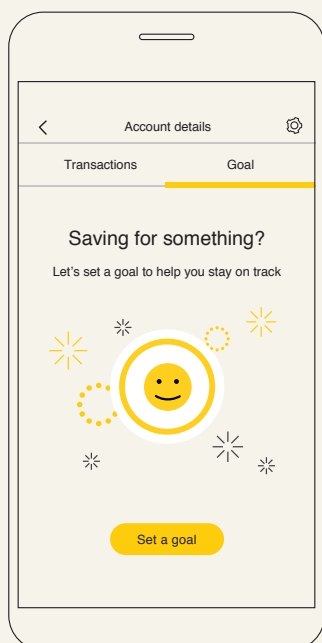 Account details
Transactions Goal
Saving for something?
Let's set a goal to help you stay on track
Set a goal